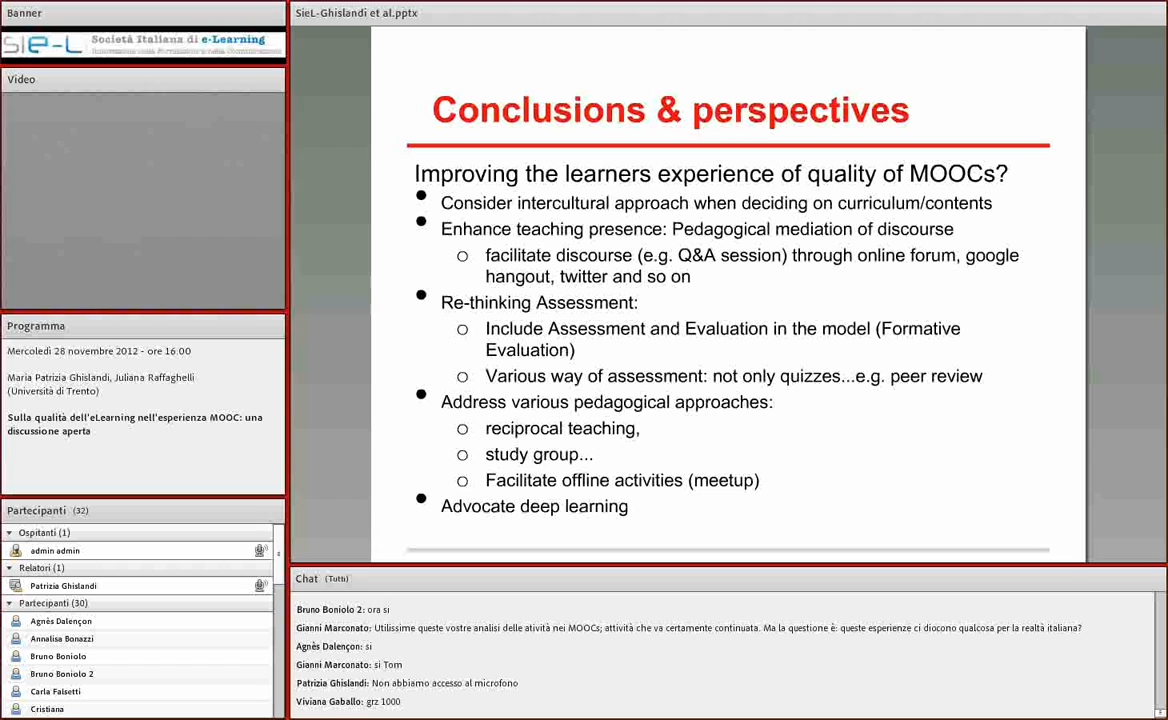 Banner
sie-L Società Italiana di e-Learning
Video
Programma
Mercoledì 28 novembre 2012 - ore 16:00
Maria Patrizia Ghislandi, Juliana Raffaghelli
(Università di Trento)
Sulla qualità dell'eLearning nell'esperienza MOOC: una
discussione aperta
Partecipanti (32)
Ospitanti (1)
admin admin
Relatori (1)
Patrizia Ghislandi
Partecipanti (30)
Agnès Dalençon
Annalisa Bonazzi
Bruno Boniolo
Bruno Boniolo 2
Carla Falsetti
Cristiana
SieL-Ghislandi et al.pptx
Conclusions & perspectives
Improving the learners experience of quality of MOOCs?
• Consider intercultural approach when deciding on curriculum/contents
• Enhance teaching presence: Pedagogical mediation of discourse
○ facilitate discourse (e.g. Q&A session) through online forum, google
hangout, twitter and so on
• Re-thinking Assessment:
○ Include Assessment and Evaluation in the model (Formative
Evaluation)
○ Various way of assessment: not only quizzes...e.g. peer review
• Address various pedagogical approaches:
○ reciprocal teaching,
○ study group...
○ Facilitate offline activities (meetup)
• Advocate deep learning
Chat (Tutti)
Bruno Boniolo 2: ora si
Gianni Marconato: Utilissime queste vostre analisi delle atività nei MOOCs; attività che va certamente continuata. Ma la questione è: queste esperienze ci diocono qualcosa per la realtà italiana?
Agnès Dalençon: si
Gianni Marconato: si Tom
Patrizia Ghislandi: Non abbiamo accesso al microfono
Viviana Gaballo: grz 1000